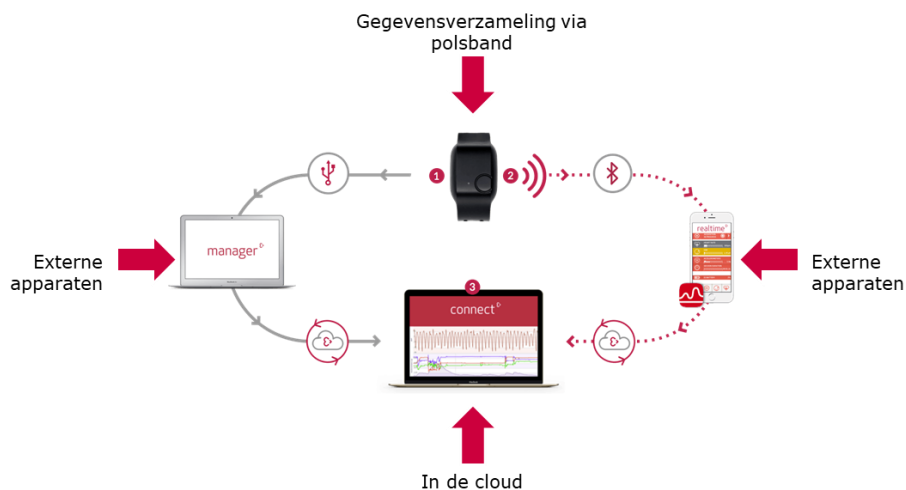 Gegevensverzameling via
polsband
1
2
manager
realtime
Externe
apparaten
Externe
apparaten
3
connect
In de cloud